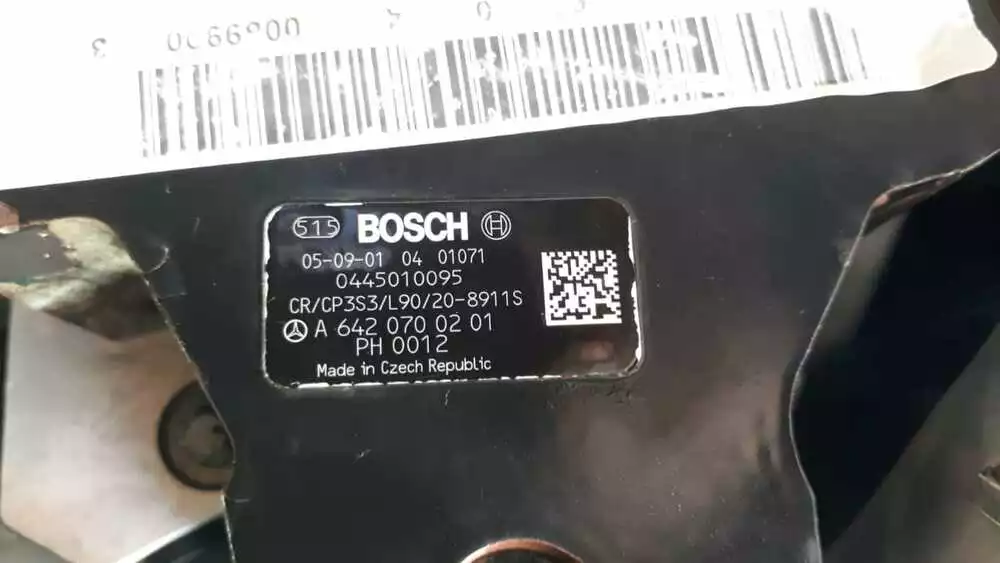 515 BOSCH
05-09-01 04 01071
0445010095
CR/CP3S3/L90/20-8911S
A 642 070 02 01
PH 0012
Made in Czech Republic